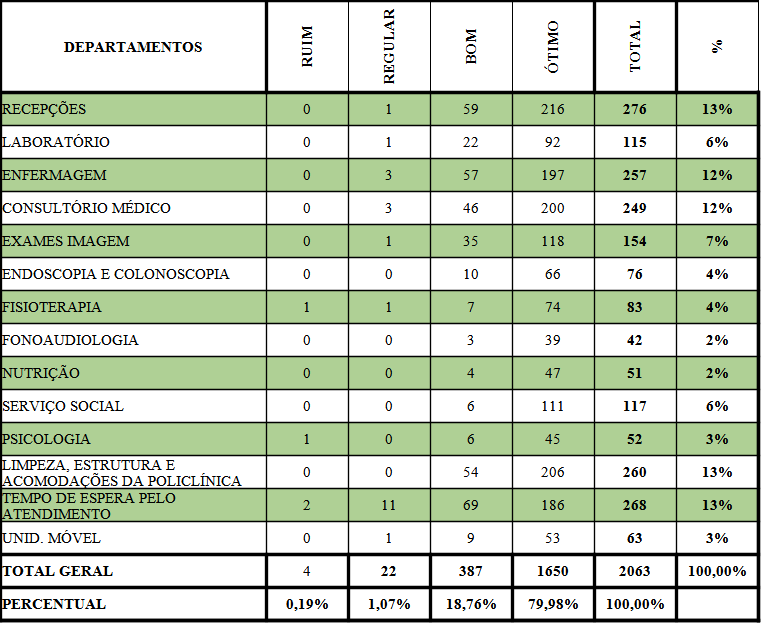 DEPARTAMENTOS RUIM REGULAR BOM ÓTIMO TOTAL %
RECEPÇÕES 0 1 59 216 276 13%
LABORATÓRIO 0 1 22 92 115 6%
ENFERMAGEM 0 3 57 197 257 12%
CONSULTÓRIO MÉDICO 0 3 46 200 249 12%
EXAMES IMAGEM 0 1 35 118 154 7%
ENDOSCOPIA E COLONOSCOPIA 0 0 10 66 76 4%
FISIOTERAPIA 1 1 7 74 83 4%
FONOAUDIOLOGIA 0 0 3 39 42 2%
NUTRIÇÃO 0 0 4 47 51 2%
SERVIÇO SOCIAL 0 0 6 111 117 6%
PSICOLOGIA 1 0 6 45 52 3%
LIMPEZA, ESTRUTURA E
ACOMODAÇÕES DA POLICLÍNICA 0 0 54 206 260 13%
TEMPO DE ESPERA PELO
ATENDIMENTO 2 11 69 186 268 13%
UNID. MÓVEL 0 1 9 53 63 3%
TOTAL GERAL 4 22 387 1650 2063 100,00%
PERCENTUAL 0,19% 1,07% 18,76% 79,98% 100,00%